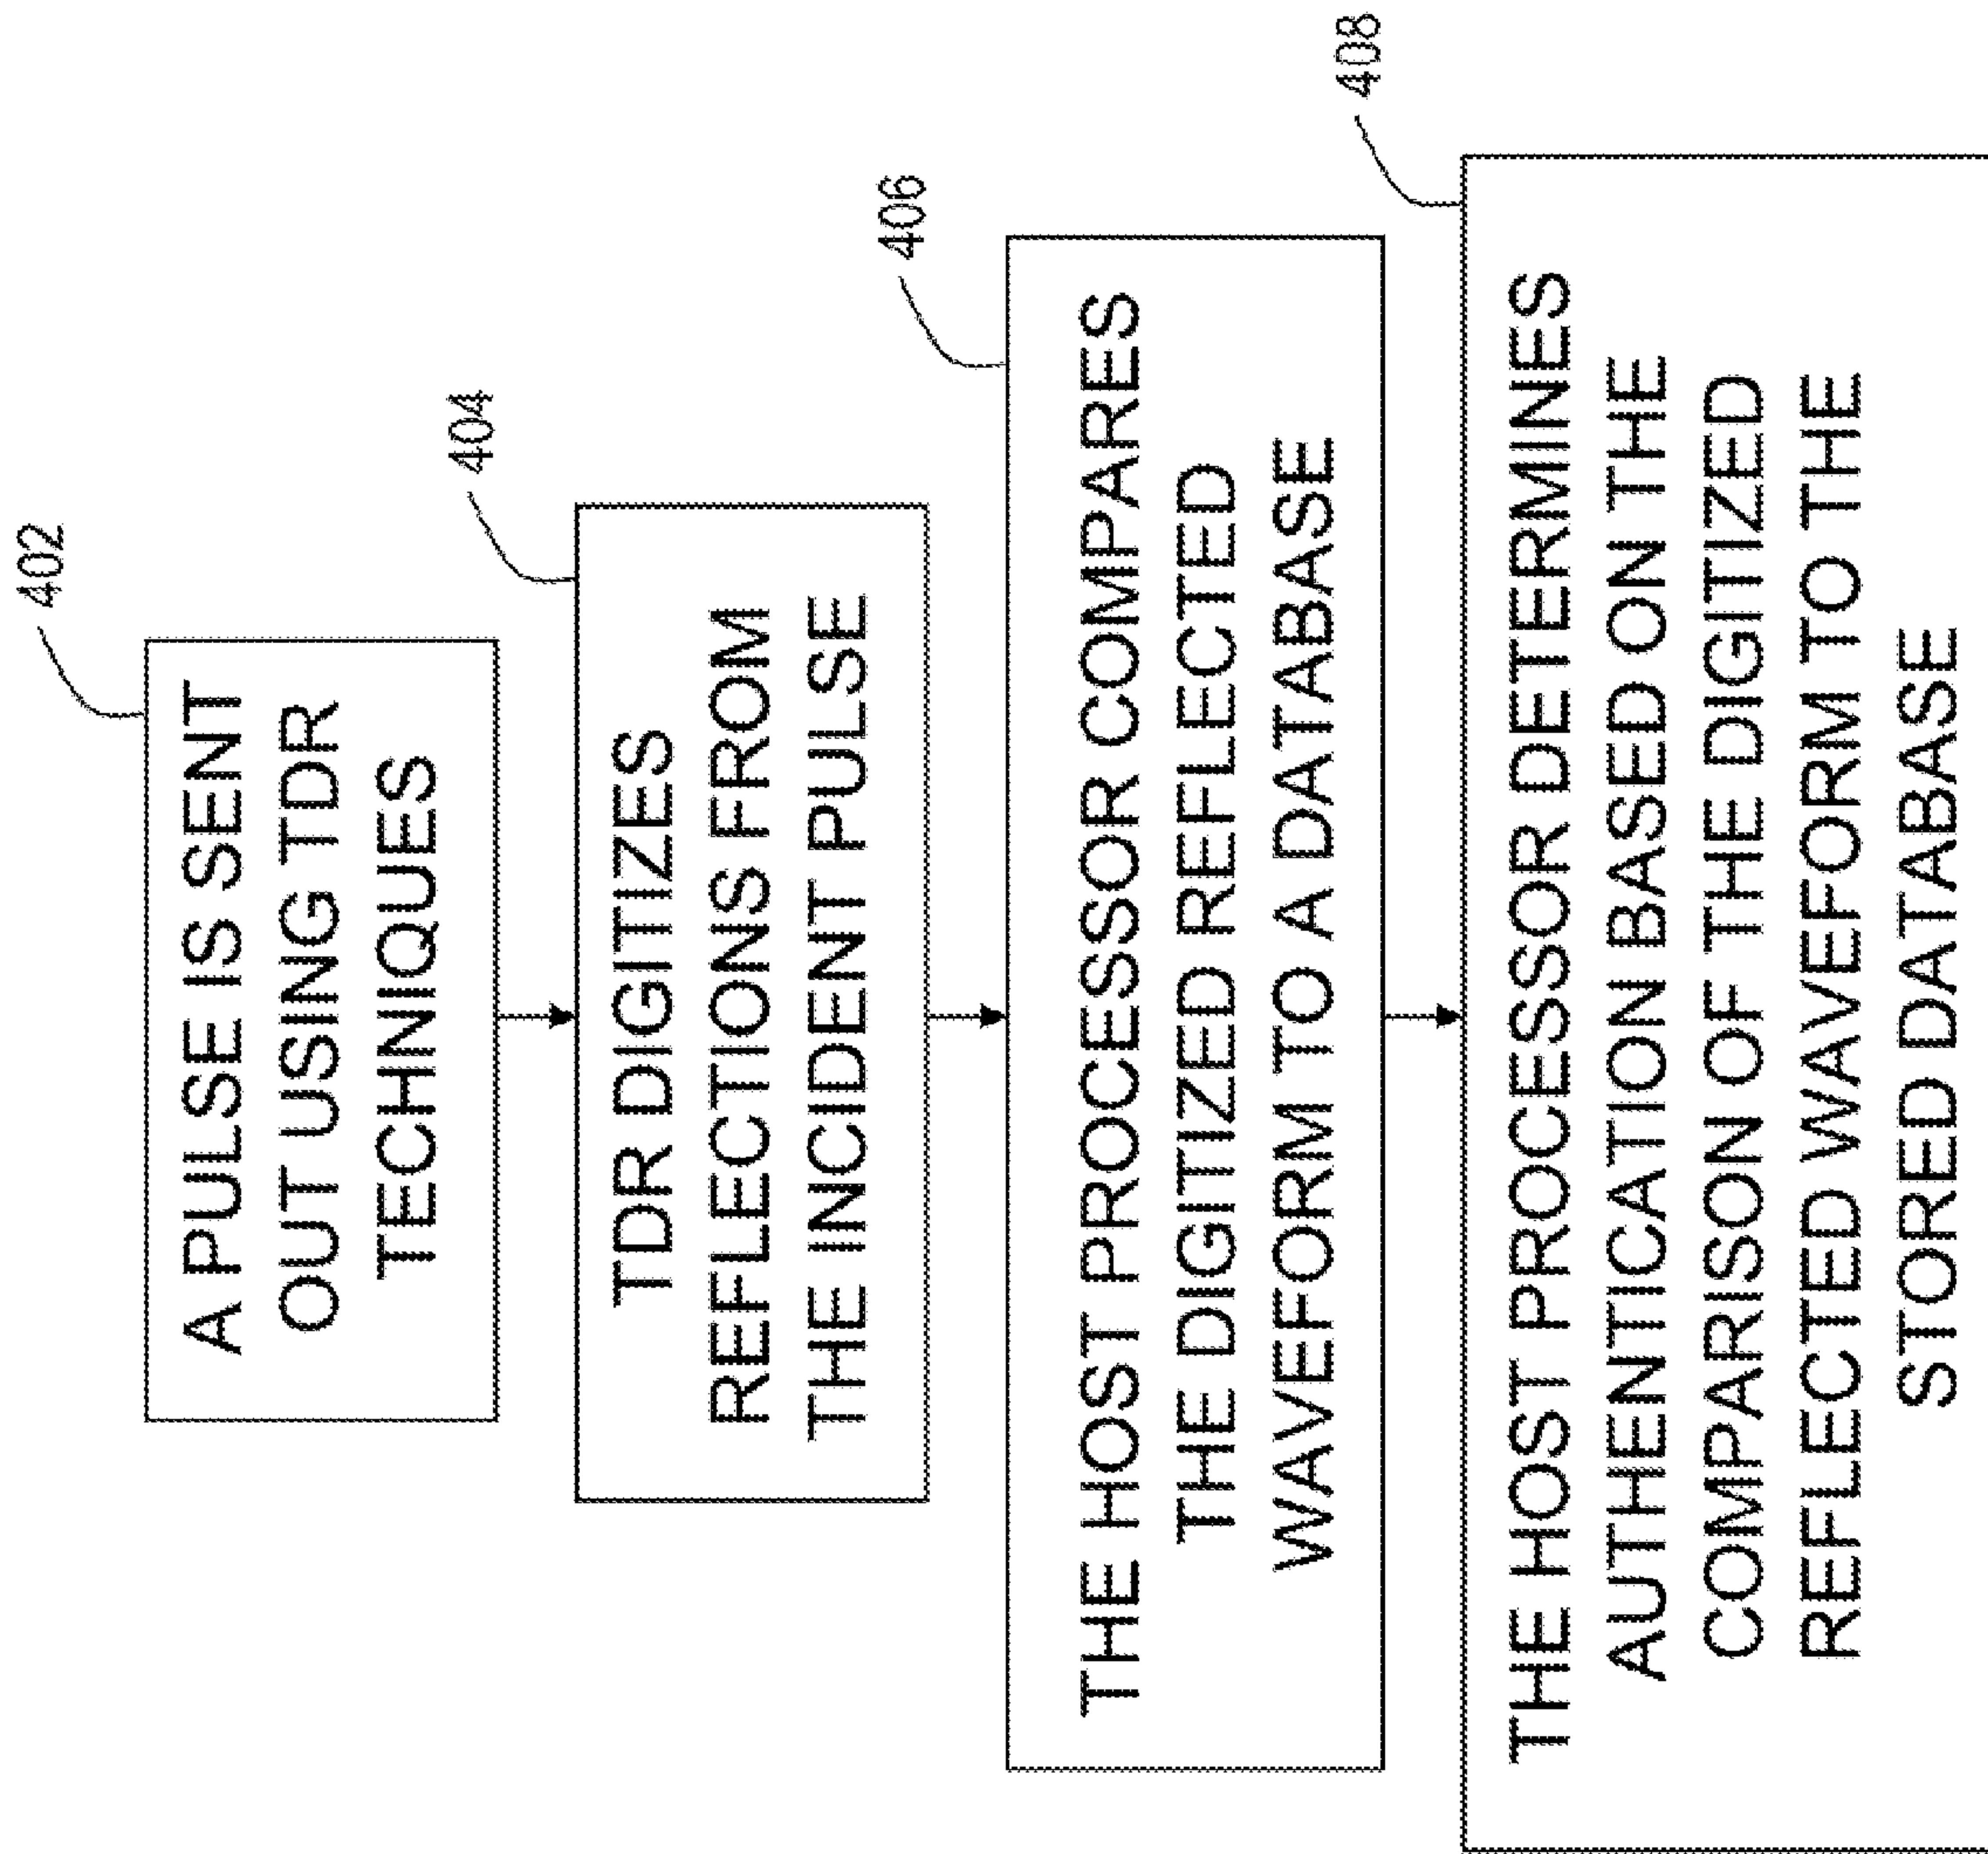 402
A PULSE IS SENT
OUT USING TDR
TECHNIQUES
404
TDR DIGITIZES
REFLECTIONS FROM
THE INCIDENT PULSE
406
THE HOST PROCESSOR COMPARES
THE DIGITIZED REFLECTED
WAVEFORM TO A DATABASE
408
THE HOST PROCESSOR DETERMINES
AUTHENTICATION BASED ON THE
COMPARISON OF THE DIGITIZED
REFLECTED WAVEFORM TO THE
STORED DATABASE